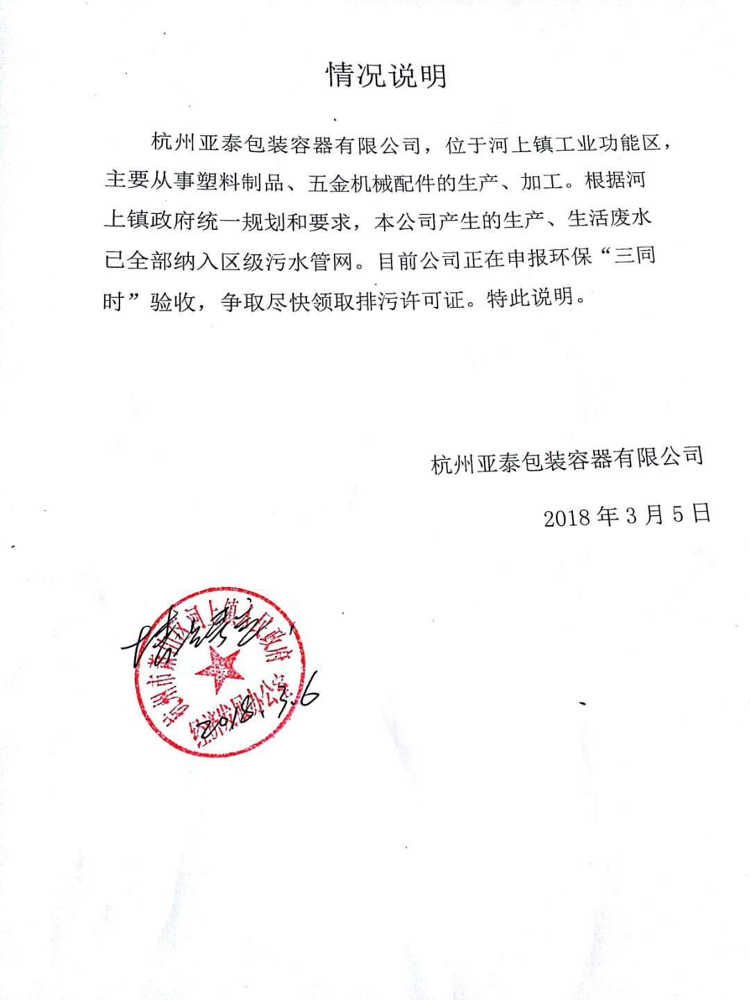 情况说明
杭州亚泰包装容器有限公司，位于河上镇工业功能区，
主要从事塑料制品、五金机械配件的生产、加工。根据河
上镇政府统一规划和要求，本公司产生的生产、生活废水
已全部纳入区级污水管网。目前公司正在申报环保“三同
时”验收，争取尽快领取排污许可证。特此说明。
杭州亚泰包装容器有限公司
2018年3月5日
杭州市萧山区河上镇人民政府
经济发展办公室
2018.3.6